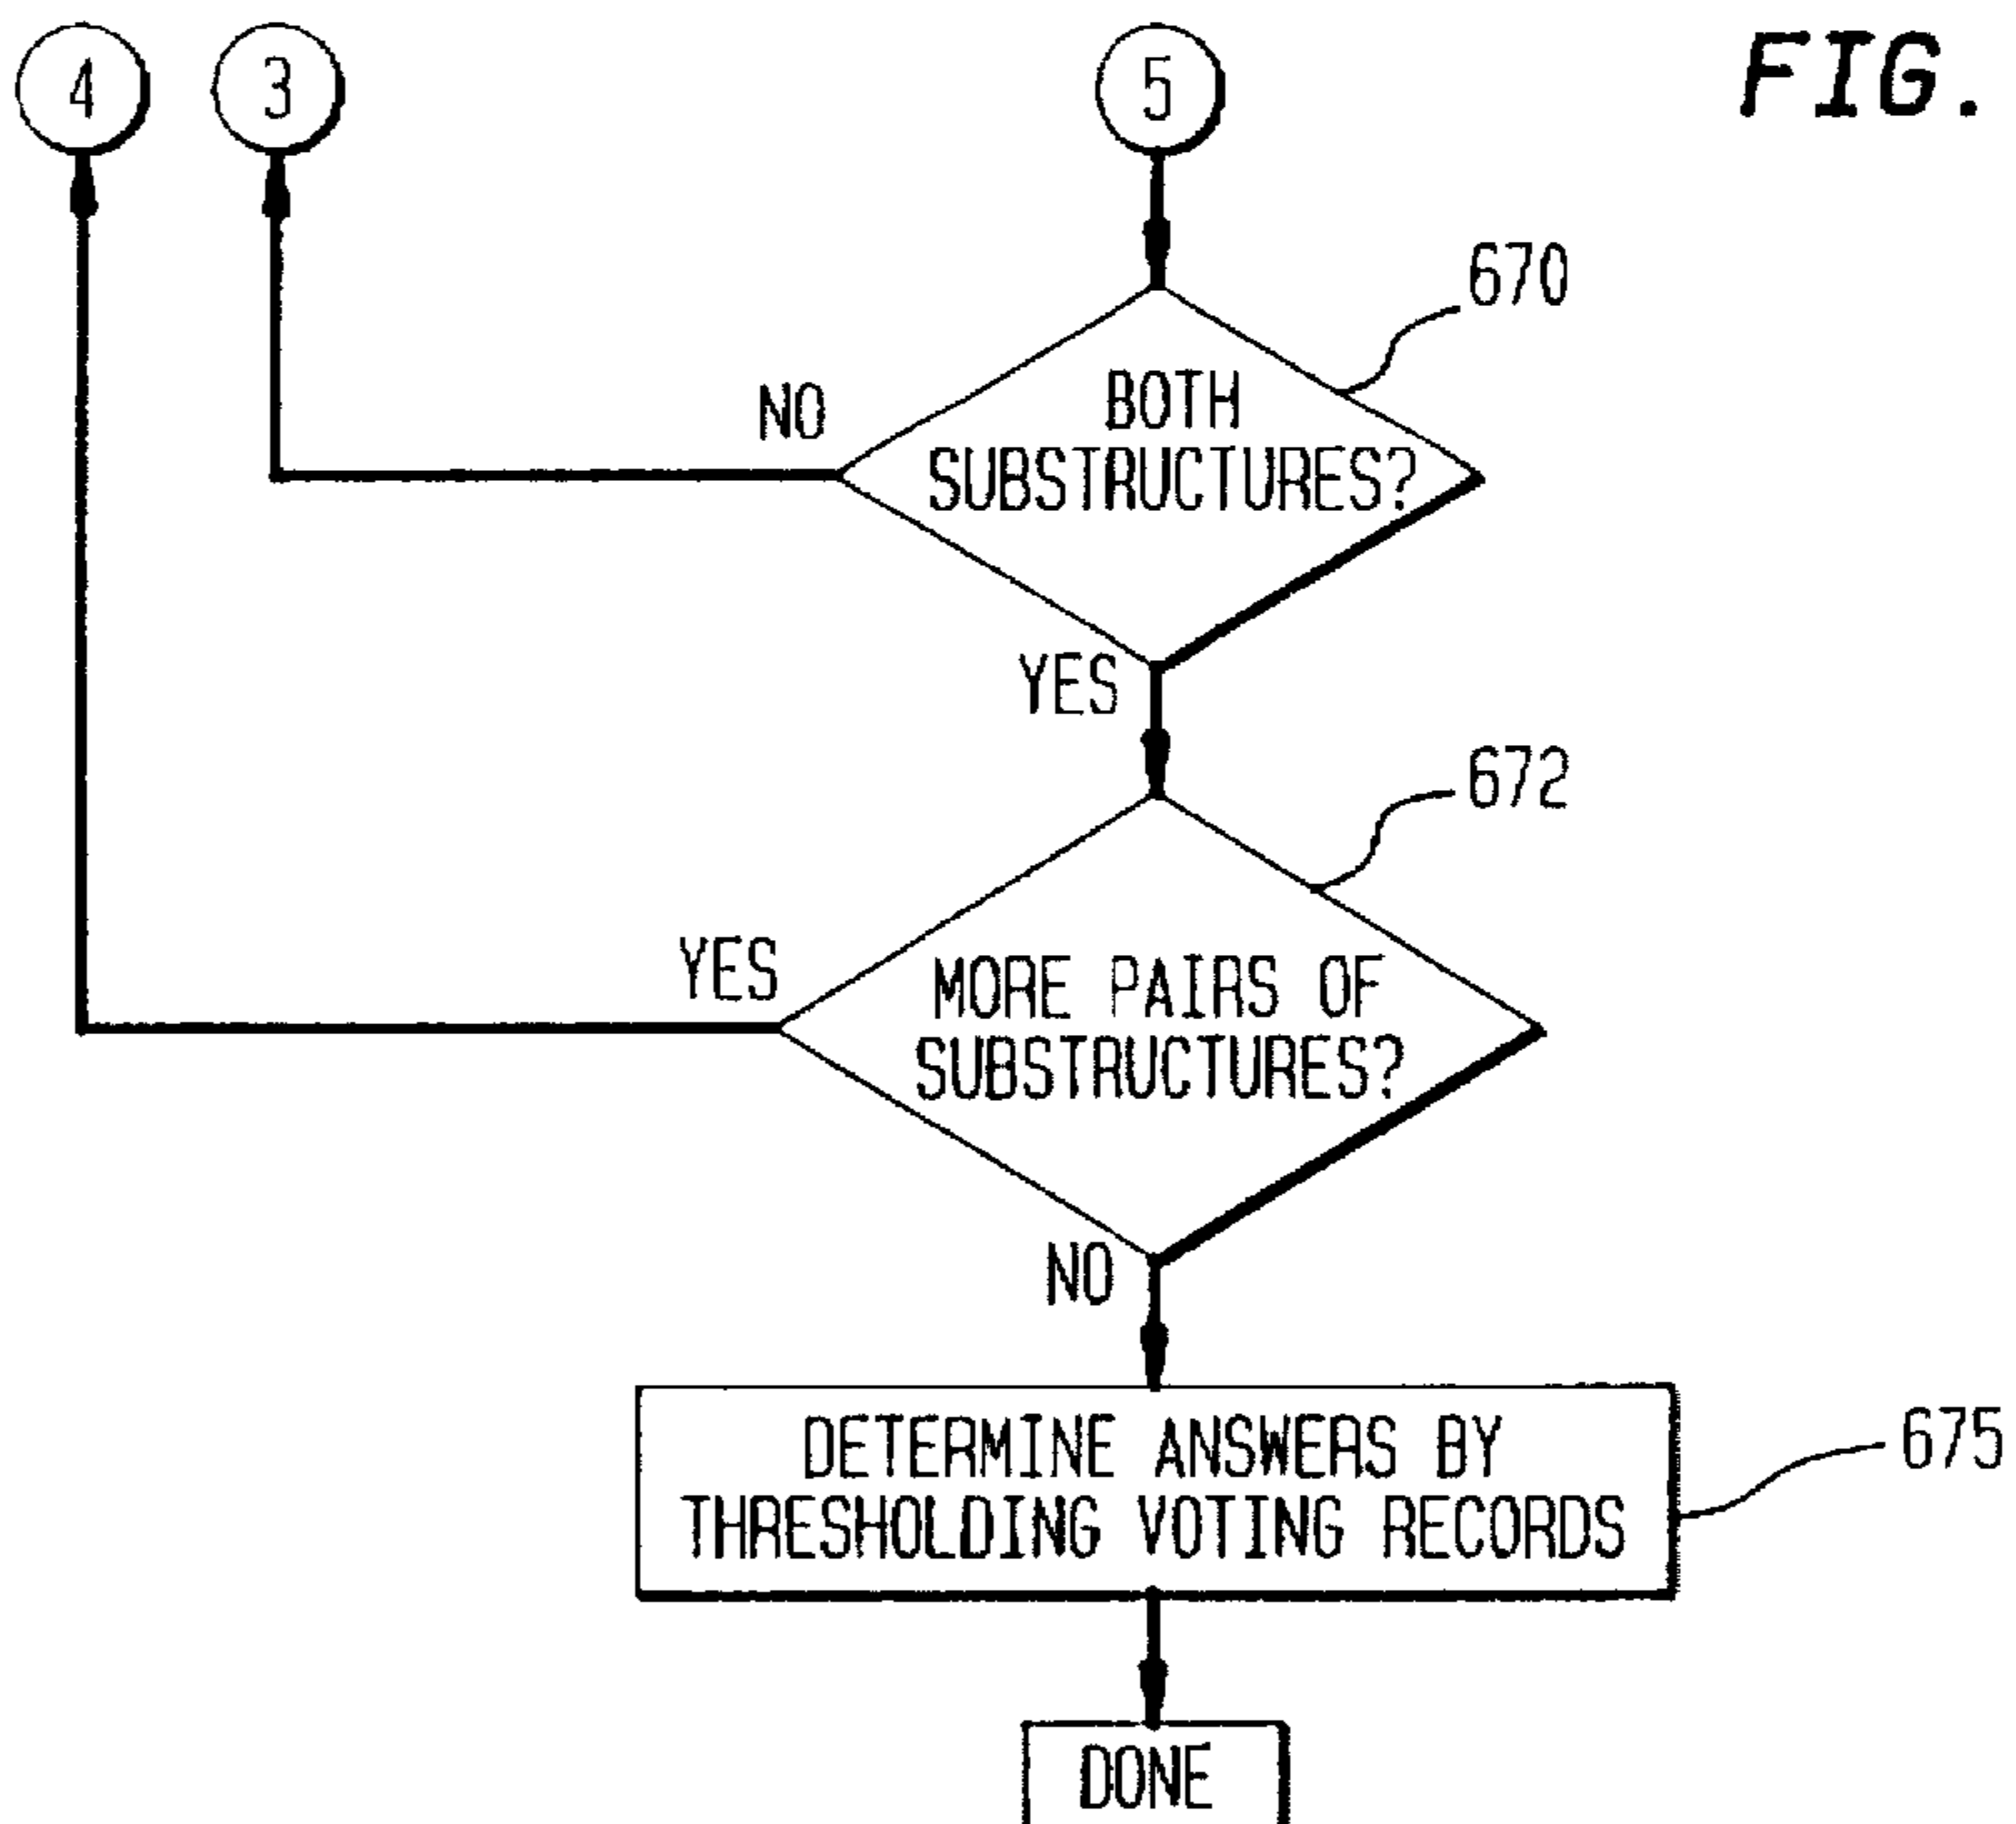 4
3
5
FIG.
670
BOTH
SUBSTRUCTURES?
NO
YES
672
MORE PAIRS OF
SUBSTRUCTURES?
YES
NO
DETERMINE ANSWERS BY
THRESHOLDING VOTING RECORDS
675
DONE